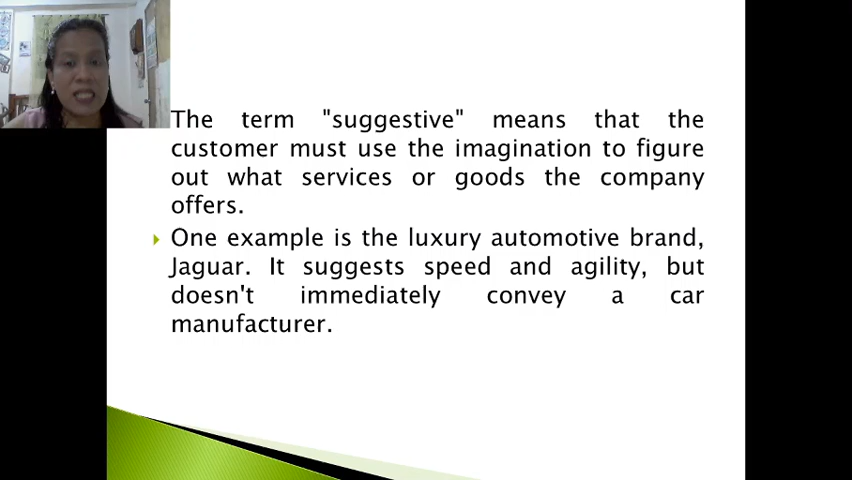 The term "suggestive" means that the
customer must use the imagination to figure
out what services or goods the company
offers.
One example is the luxury automotive brand,
Jaguar. It suggests speed and agility, but
doesn't immediately convey a car
manufacturer.